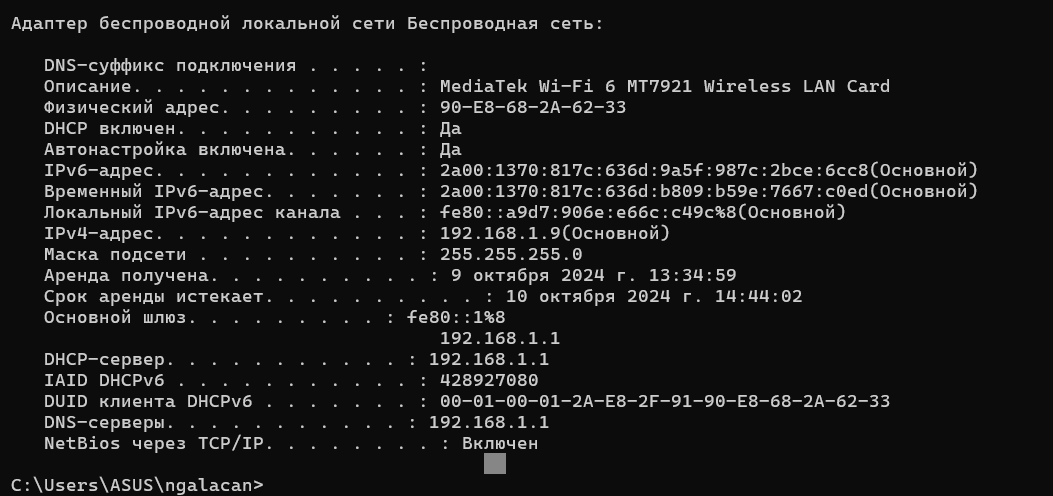 Адаптер беспроводной локальной сети Беспроводная сеть:
DNS-суффикс подключения . . . . . :
Описание. . . . . . . . . . . . . : MediaTek Wi-Fi 6 MT7921 Wireless LAN Card
Физический адрес. . . . . . . . . : 90-E8-68-2A-62-33
DHCP включен. . . . . . . . . . . : Да
Автонастройка включена. . . . . . : Да
IPv6-адрес. . . . . . . . . . . . : 2a00:1370:817c:636d:9a5f:987c:2bce:6cc8(Основной)
Временный IPv6-адрес. . . . . . . : 2a00:1370:817c:636d:b809:b59e:7667:c0ed(Основной)
Локальный IPv6-адрес канала . . . : fe80::a9d7:906e:e66c:c49c%8(Основной)
IPv4-адрес. . . . . . . . . . . . : 192.168.1.9(Основной)
Маска подсети . . . . . . . . . . : 255.255.255.0
Аренда получена. . . . . . . . . . : 9 октября 2024 г. 13:34:59
Срок аренды истекает. . . . . . . . . . : 10 октября 2024 г. 14:44:02
Основной шлюз. . . . . . . . . : fe80::1%8
192.168.1.1
DHCP-сервер. . . . . . . . . . . : 192.168.1.1
IAID DHCPv6 . . . . . . . . . . . : 428927080
DUID клиента DHCPv6 . . . . . . . : 00-01-00-01-2A-E8-2F-91-90-E8-68-2A-62-33
DNS-серверы. . . . . . . . . . . : 192.168.1.1
NetBios через TCP/IP. . . . . . . . : Включен
C:\Users\ASUS\ngalacan>